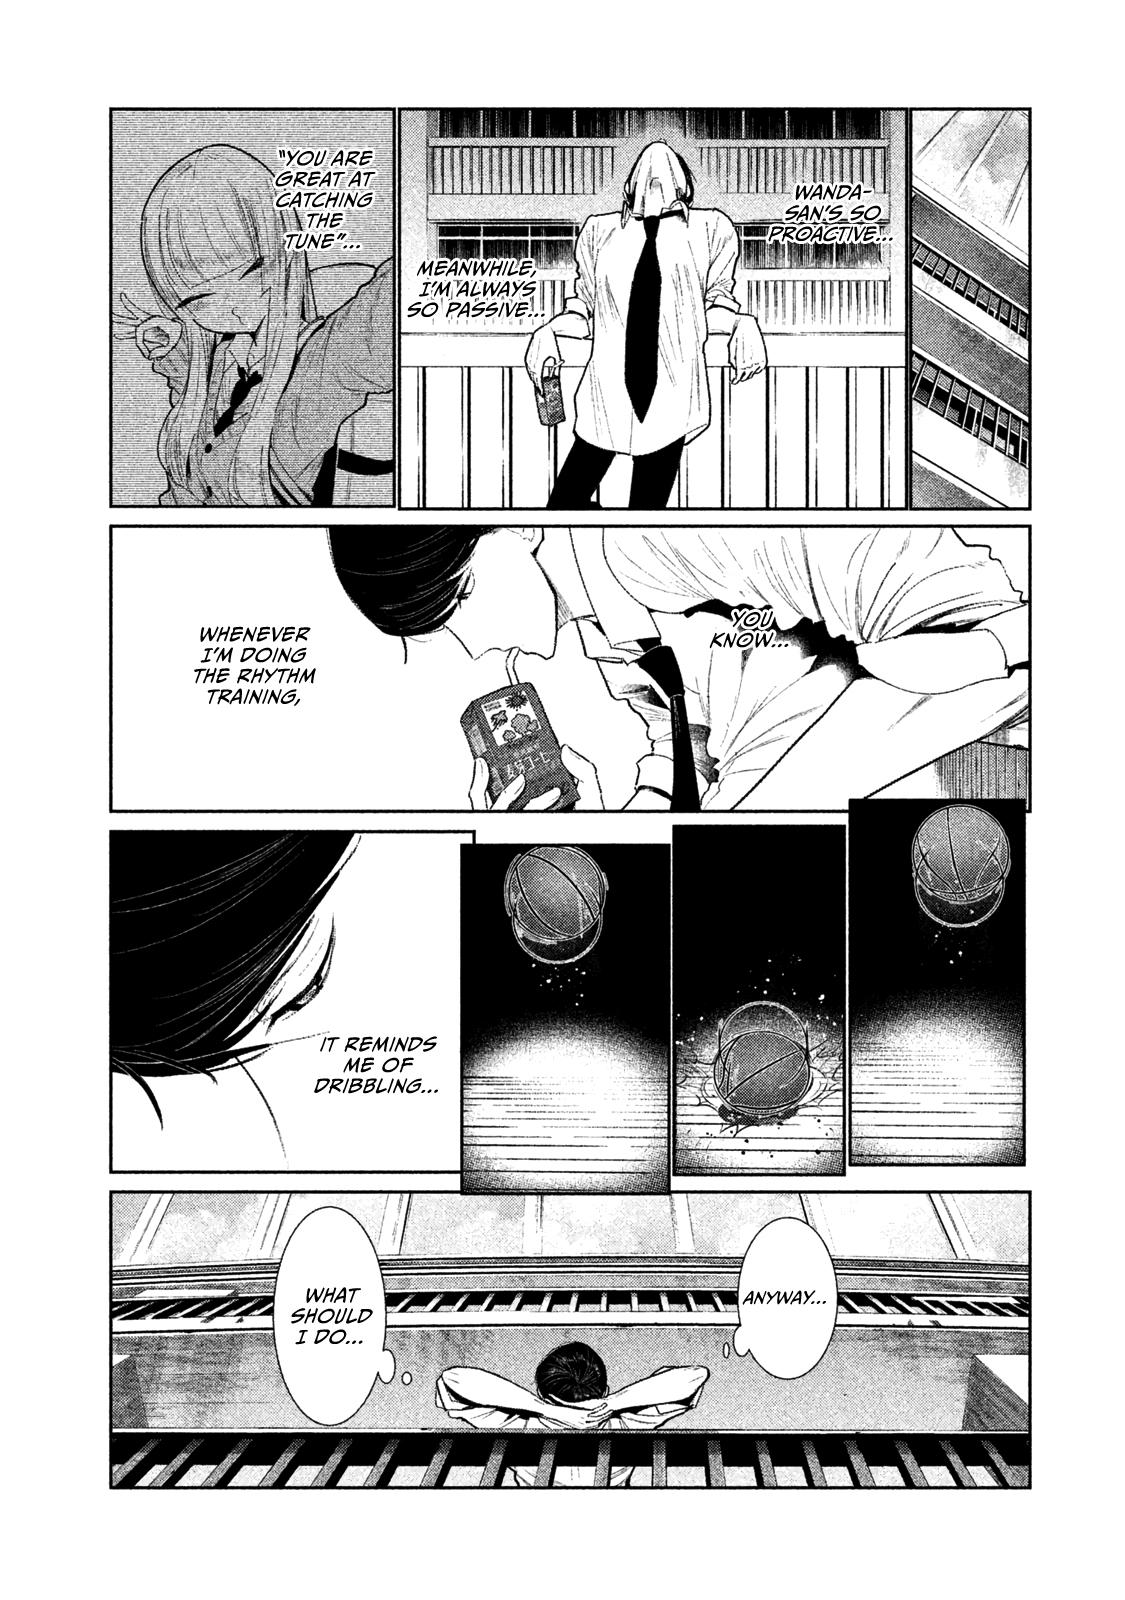 WANDA-
SAN'S SO
PROACTIVE...
MEANWHILE,
I'M ALWAYS
SO PASSIVE...
"YOU ARE
GREAT AT
CATCHING
THE
TUNE"...
YOU
KNOW...
WHENEVER
I'M DOING
THE RHYTHM
TRAINING,
IT REMINDS
ME OF
DRIBBLING...
ANYWAY...
WHAT
SHOULD
I DO...